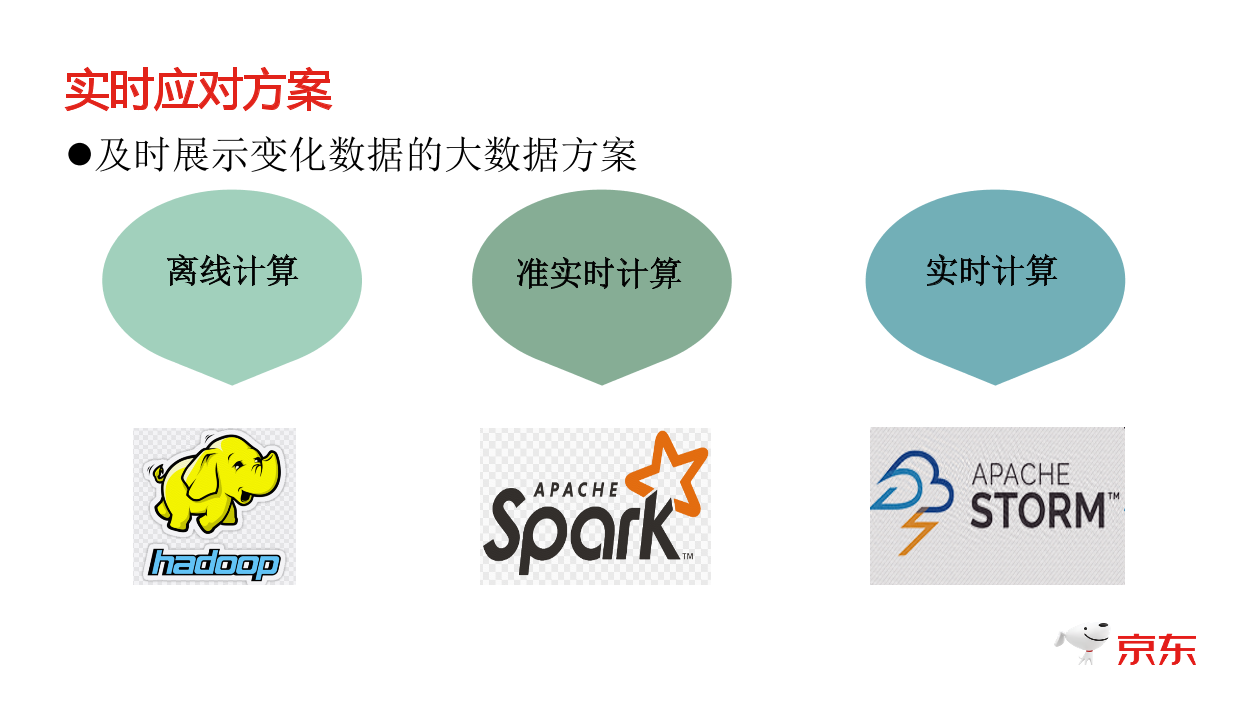 实时应对方案
●及时展示变化数据的大数据方案
离线计算
准实时计算
实时计算
hadoop
APACHE
Spark™
APACHE
STORM™
京东